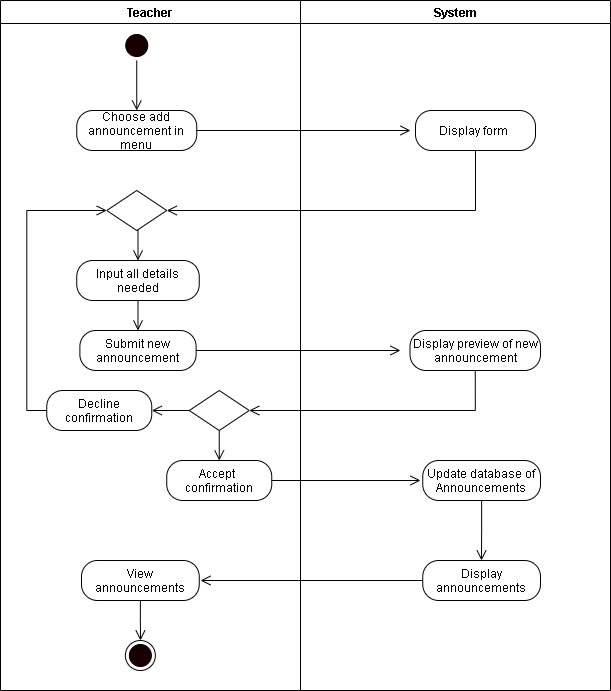 Teacher
System
Choose add
announcement in
menu
Display form
Input all details
needed
Submit new
announcement
Display preview of new
announcement
Decline
confirmation
Accept
confirmation
Update database of
Announcements
View
announcements
Display
announcements